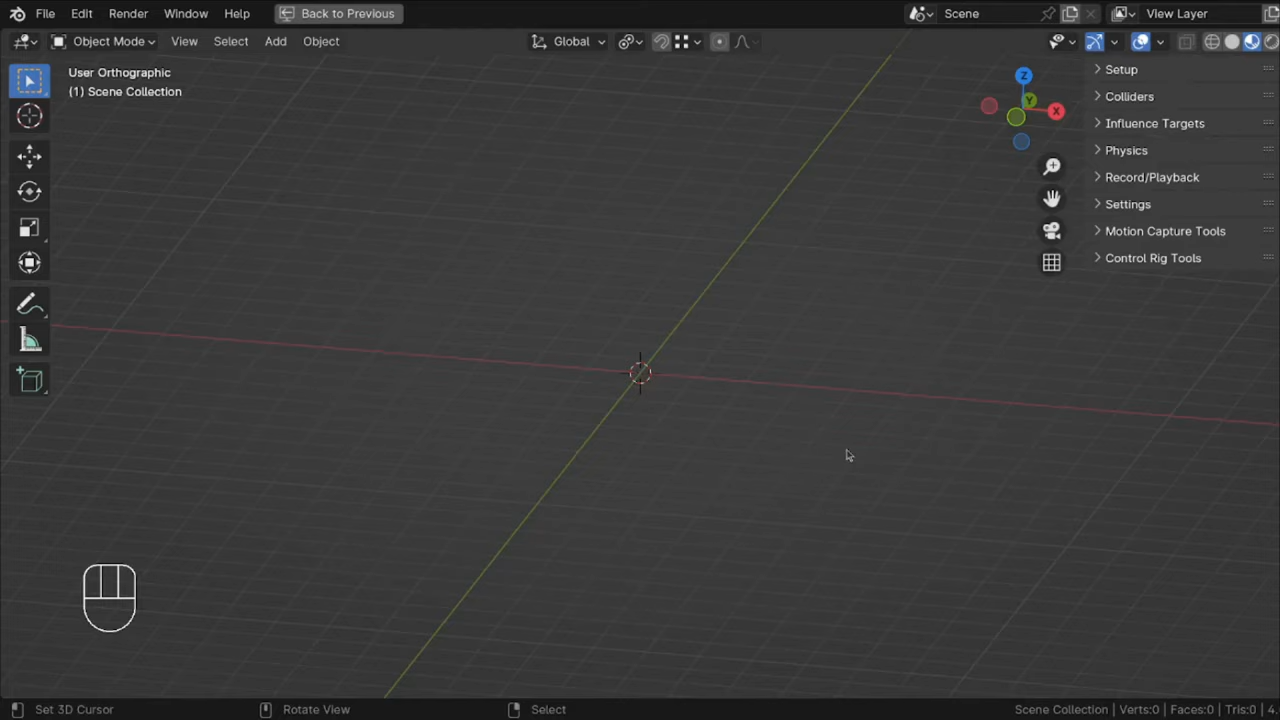 File Edit Render Window Help Back to Previous Scene View Layer
Object Mode View Select Add Object Global
User Orthographic
(1) Scene Collection
Z
Y
X
Setup
Colliders
Influence Targets
Physics
Record/Playback
Settings
Motion Capture Tools
Control Rig Tools
Set 3D Cursor Rotate View Select Scene Collection | Verts:0 | Faces:0 | Tris:0 | 4.